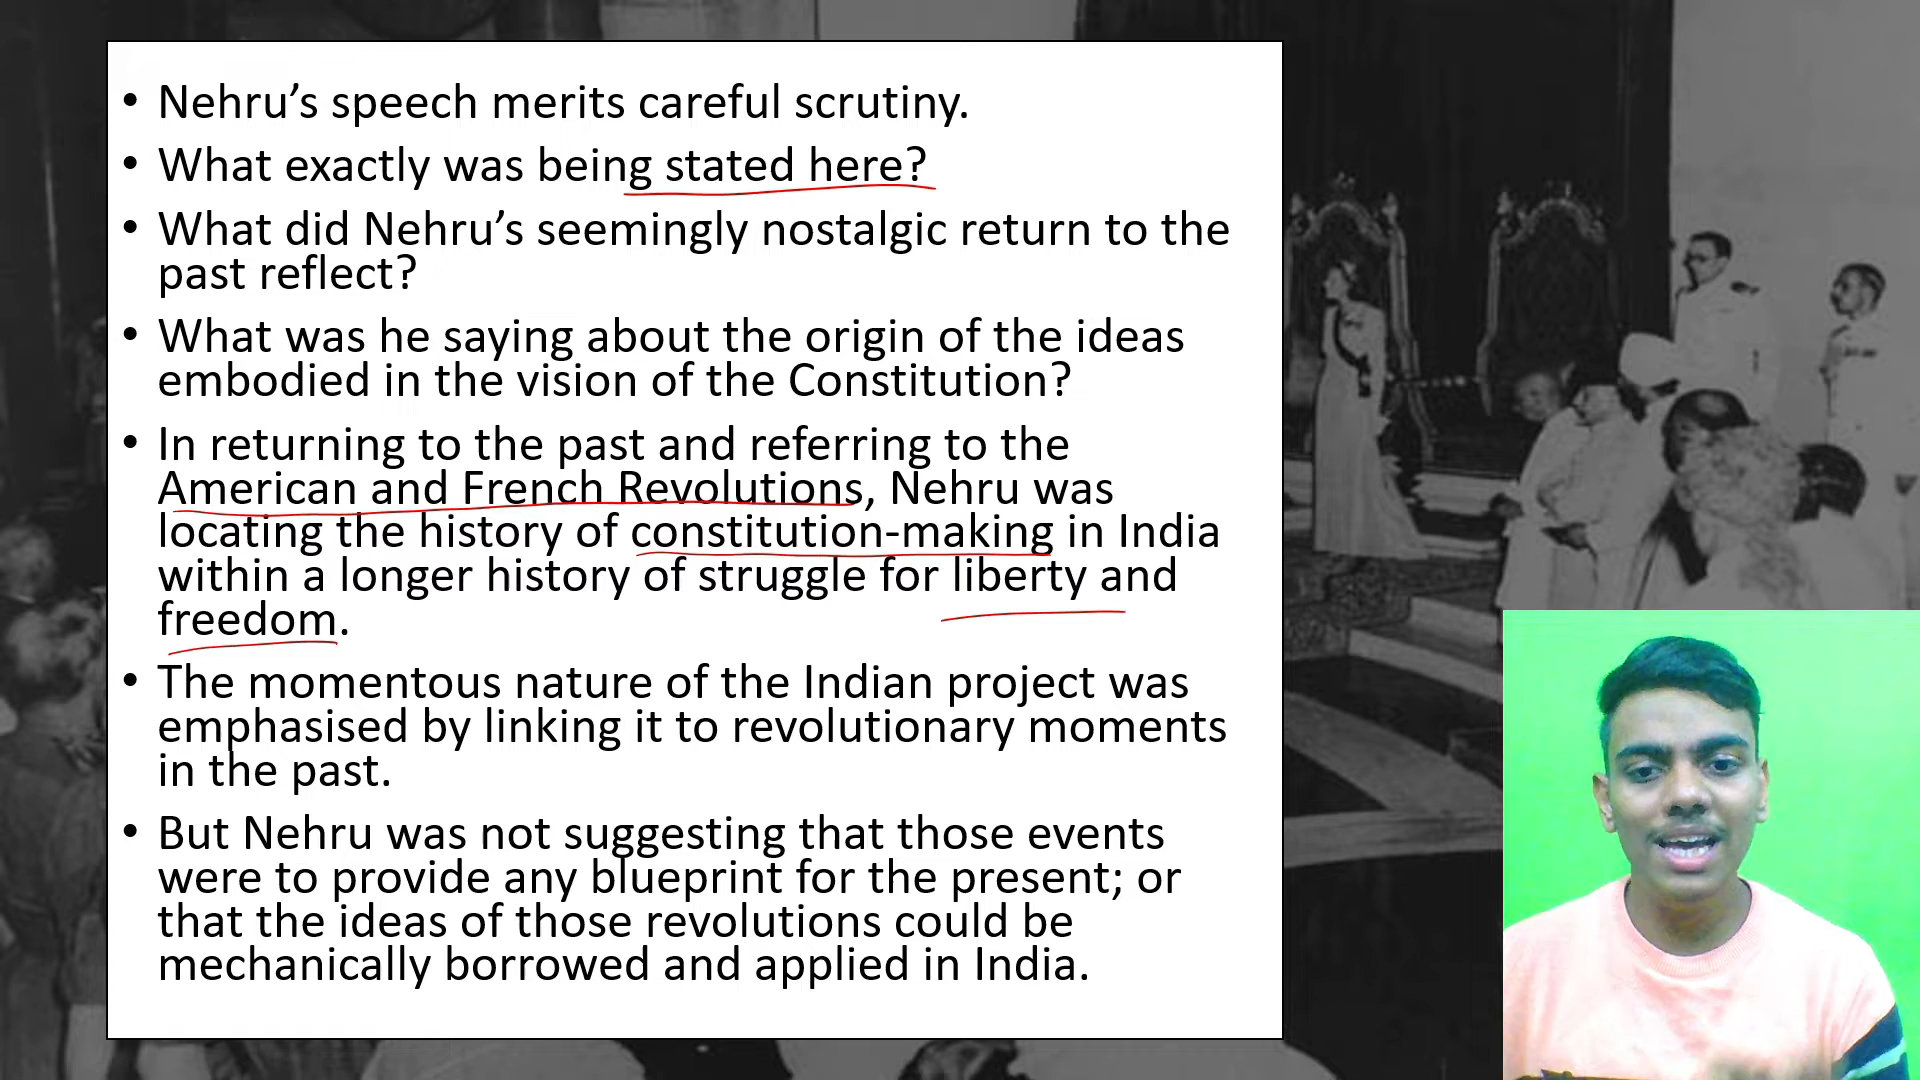 • Nehru’s speech merits careful scrutiny.
• What exactly was being stated here?
• What did Nehru’s seemingly nostalgic return to the
past reflect?
• What was he saying about the origin of the ideas
embodied in the vision of the Constitution?
• In returning to the past and referring to the
American and French Revolutions, Nehru was
locating the history of constitution-making in India
within a longer history of struggle for liberty and
freedom.
• The momentous nature of the Indian project was
emphasised by linking it to revolutionary moments
in the past.
• But Nehru was not suggesting that those events
were to provide any blueprint for the present; or
that the ideas of those revolutions could be
mechanically borrowed and applied in India.